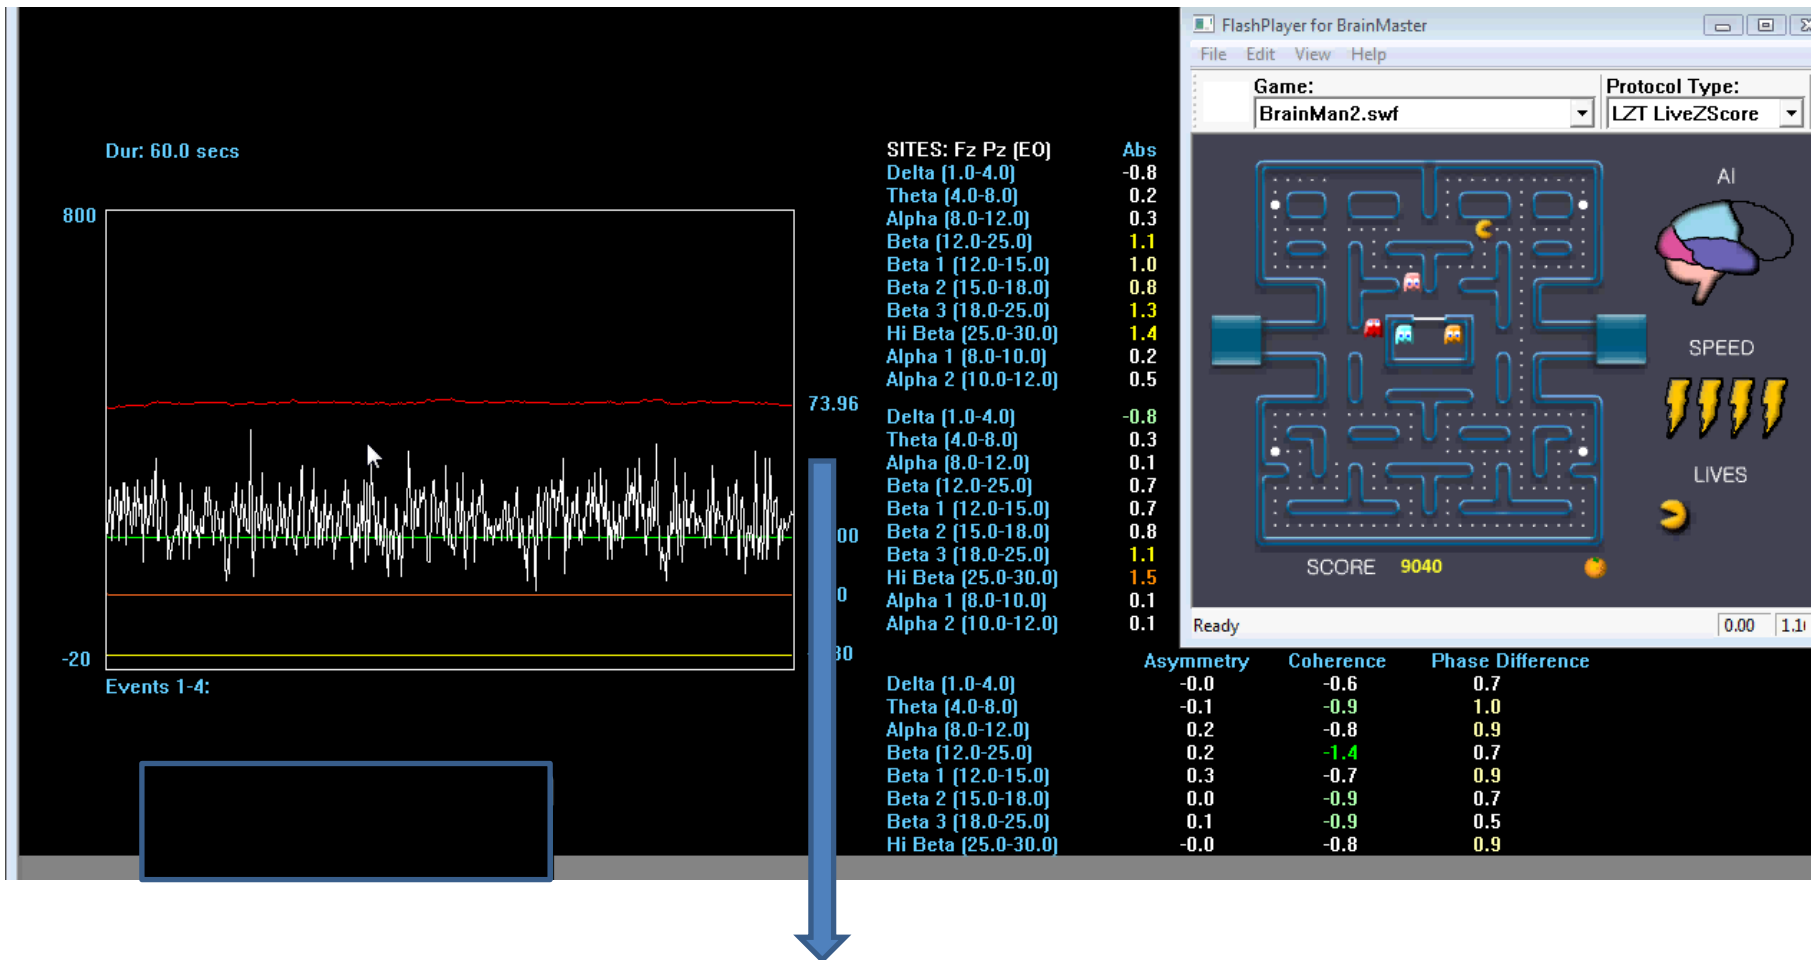 FlashPlayer for BrainMaster
File Edit View Help
Game: Protocol Type:
BrainMan2.swf LZT LiveZScore
Dur: 60.0 secs
800
73.96
00
0
30
-20
Events 1-4:
SITES: Fz Pz (EO) Abs
Delta (1.0-4.0) -0.8
Theta (4.0-8.0) 0.2
Alpha (8.0-12.0) 0.3
Beta (12.0-25.0) 1.1
Beta 1 (12.0-15.0) 1.0
Beta 2 (15.0-18.0) 0.8
Beta 3 (18.0-25.0) 1.3
Hi Beta (25.0-30.0) 1.4
Alpha 1 (8.0-10.0) 0.2
Alpha 2 (10.0-12.0) 0.5
Delta (1.0-4.0) -0.8
Theta (4.0-8.0) 0.3
Alpha (8.0-12.0) 0.1
Beta (12.0-25.0) 0.7
Beta 1 (12.0-15.0) 0.7
Beta 2 (15.0-18.0) 0.8
Beta 3 (18.0-25.0) 1.1
Hi Beta (25.0-30.0) 1.5
Alpha 1 (8.0-10.0) 0.1
Alpha 2 (10.0-12.0) 0.1
AI
SPEED
LIVES
SCORE 9040
Ready 0.00
Asymmetry Coherence Phase Difference
Delta (1.0-4.0) -0.0 -0.6 0.7
Theta (4.0-8.0) -0.1 -0.9 1.0
Alpha (8.0-12.0) 0.2 -0.8 0.9
Beta (12.0-25.0) 0.2 -1.4 0.7
Beta 1 (12.0-15.0) 0.3 -0.7 0.9
Beta 2 (15.0-18.0) 0.0 -0.9 0.7
Beta 3 (18.0-25.0) 0.1 -0.9 0.5
Hi Beta (25.0-30.0) -0.0 -0.8 0.9